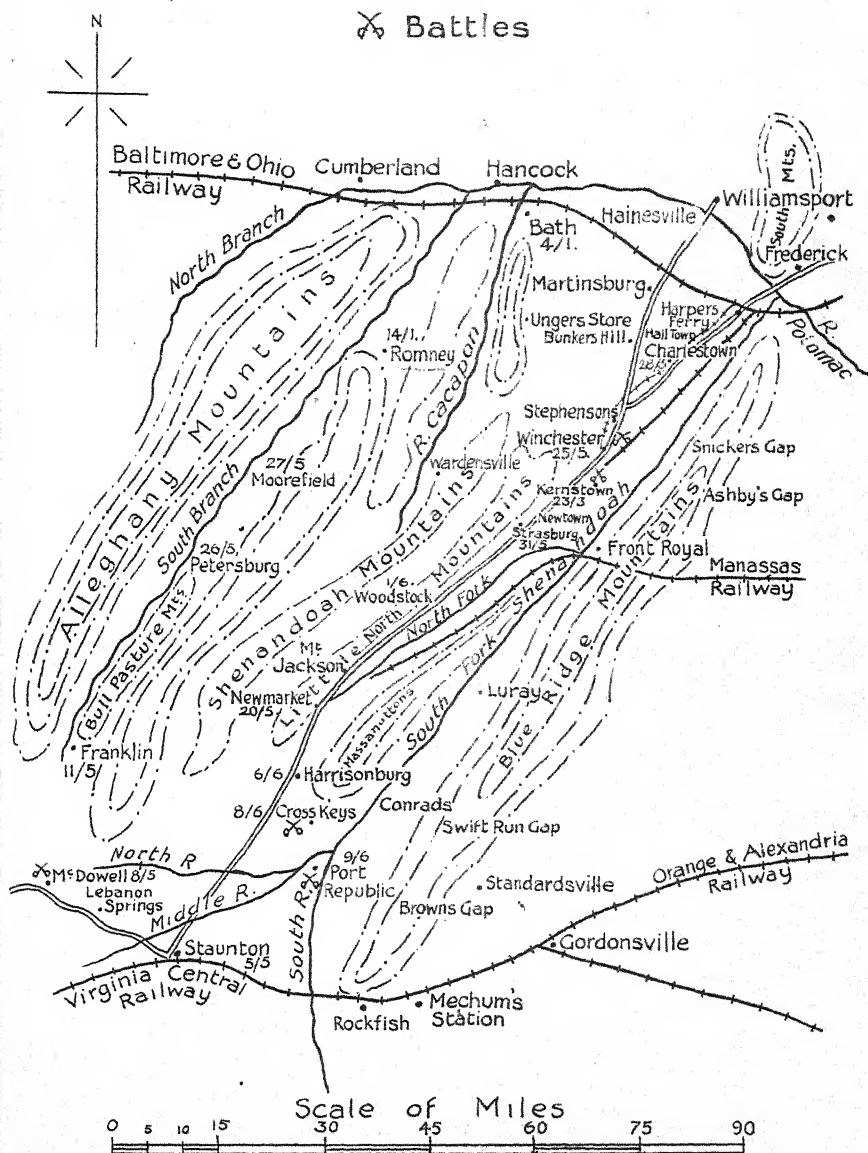 Battles
N
Baltimore & Ohio
Railway
Cumberland
Hancock
Williamsport
South Mts.
Frederick
North Branch
Bath
4/1.
Hainesville
Martinsburg
Harpers
Ferry
Hall Town
Charlestown
28/5
R. Potomac
Ungers Store
Bunkers Hill
14/1.
Romney
R. Cacapon
Alleghany Mountains
Stephensons
Winchester
25/5.
Snickers Gap
27/5
Moorefield
Wardensville
Kernstown
23/3
Ashby's Gap
Newtown
Strasburg
31/5
Front Royal
Manassas
Railway
South Branch
26/5.
Petersburg
Shenandoah Mountains
1/6.
Woodstock
Little North Mountains
North Fork
Shenandoah
Bull Pasture Mts.
Mt
Jackson
Newmarket
20/5.
Massanuttons
South Fork
Luray
Blue Ridge Mountains
Franklin
11/5
6/6
Harrisonburg
8/6
Cross Keys
Conrads
Swift Run Gap
North R
McDowell 8/5
Lebanon
Springs
Middle R.
9/6
Port
Republic
South R.
Standardsville
Browns Gap
Orange & Alexandria
Railway
Staunton
5/5
Gordonsville
Virginia Central
Railway
Rockfish
Mechum's
Station
Scale of Miles
0 5 10 15 30 45 60 75 90